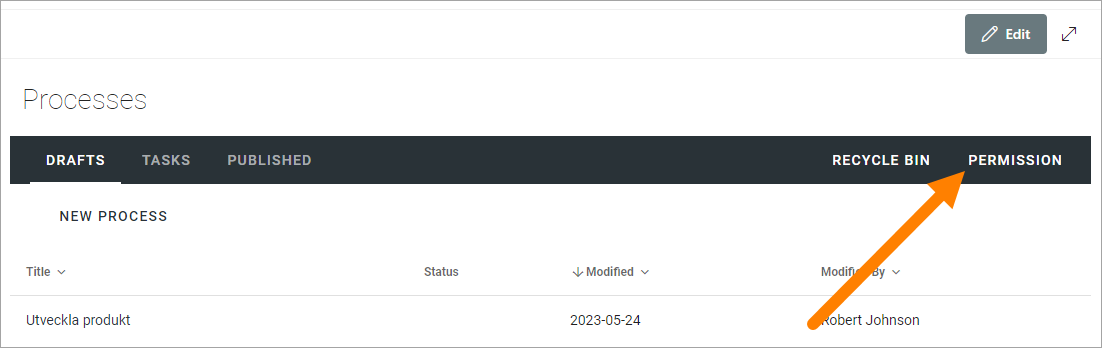 Edit
Processes
DRAFTS TASKS PUBLISHED RECYCLE BIN PERMISSION
NEW PROCESS
Title Status Modified Modified By
Utveckla produkt 2023-05-24 Robert Johnson